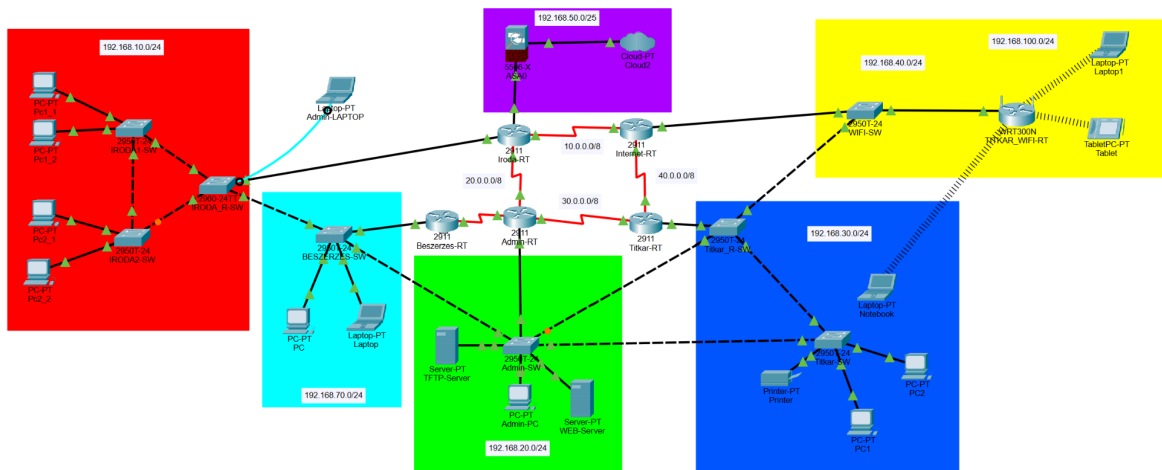 192.168.10.0/24
PC-PT
Pc1_1
PC-PT
Pc1_2
2950T-24
IRODA1-SW
2960-24TT
IRODA_R-SW
PC-PT
Pc2_1
2950T-24
IRODA2-SW
PC-PT
Pc2_2
Laptop-PT
Admin-LAPTOP
192.168.50.0/25
5506-X
ASA0
Cloud-PT
Cloud2
2911
Iroda-RT
10.0.0.0/8
2911
Internet-RT
20.0.0.0/8
40.0.0.0/8
30.0.0.0/8
2911
Beszerzes-RT
2911
Admin-RT
2911
Titkar-RT
192.168.100.0/24
192.168.40.0/24
Laptop-PT
Laptop1
2950T-24
WIFI-SW
WRT300N
TITKAR_WIFI-RT
TabletPC-PT
Tablet
2950T-24
BESZERZES-SW
PC-PT
PC
Laptop-PT
Laptop
192.168.70.0/24
Server-PT
TFTP-Server
2950T-24
Admin-SW
PC-PT
Admin-PC
Server-PT
WEB-Server
192.168.20.0/24
2950T-24
Titkar_R-SW
192.168.30.0/24
Laptop-PT
Notebook
2950T-24
Titkar-SW
Printer-PT
Printer
PC-PT
PC2
PC-PT
PC1